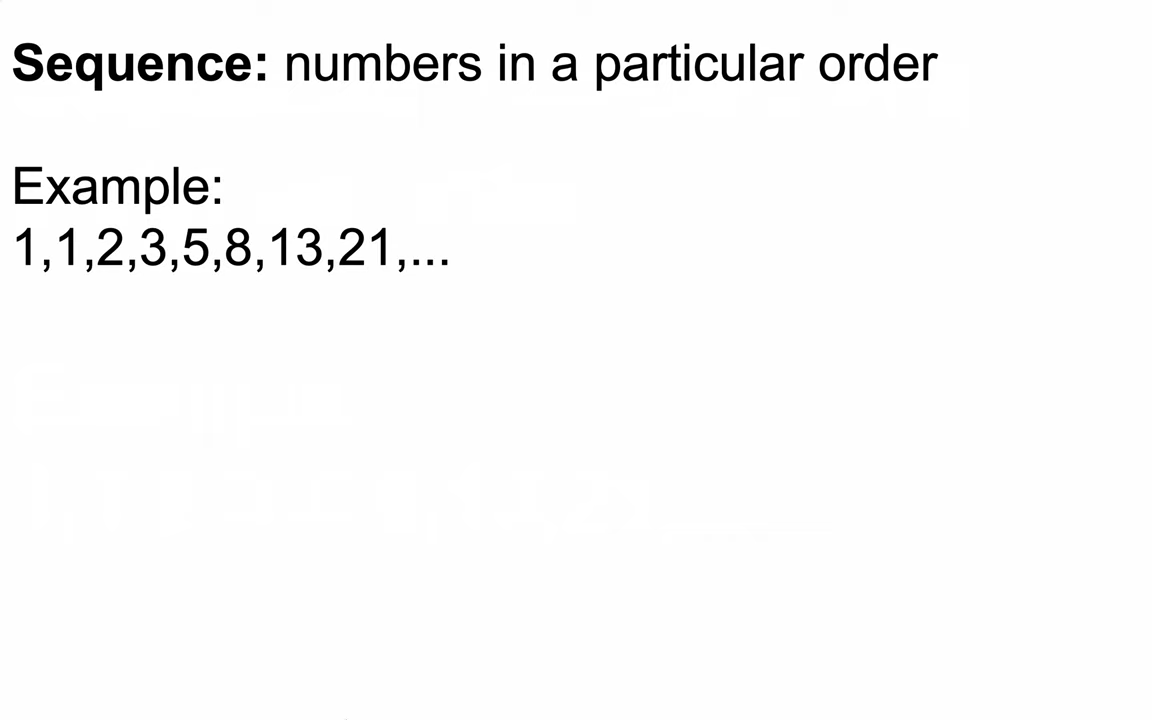 Sequence: numbers in a particular order
Example:
1,1,2,3,5,8,13,21,...